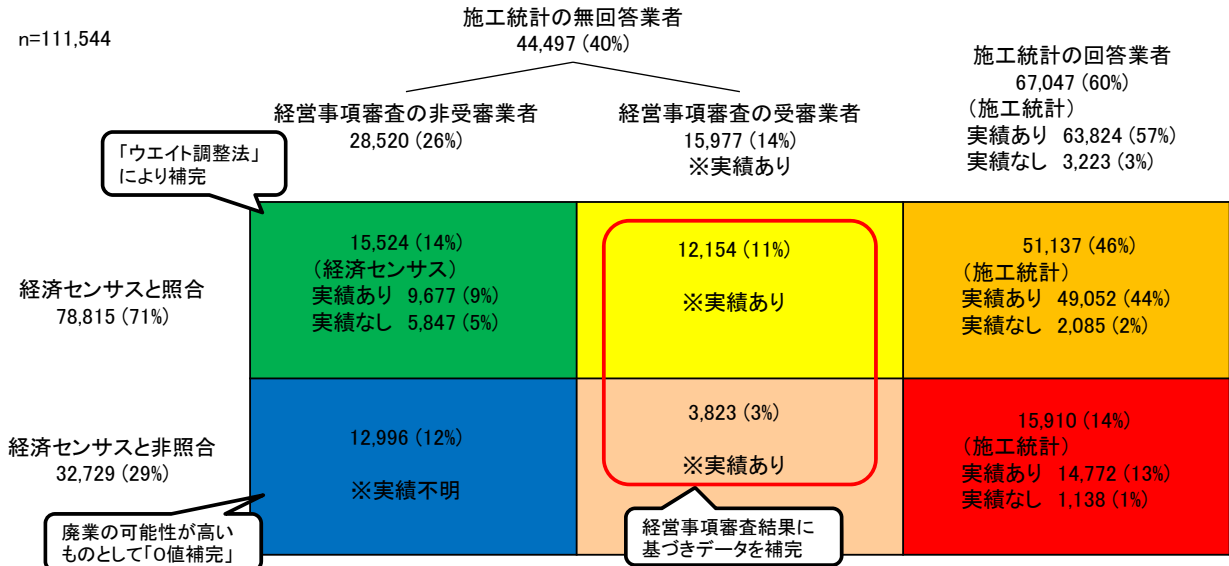 n=111,544
施工統計の無回答業者
44,497 (40%)
経営事項審査の非受審業者
28,520 (26%)
経営事項審査の受審業者
15,977 (14%)
※実績あり
施工統計の回答業者
67,047 (60%)
(施工統計)
実績あり 63,824 (57%)
実績なし 3,223 (3%)
「ウエイト調整法」
により補完
経済センサスと照合
78,815 (71%)
15,524 (14%)
(経済センサス)
実績あり 9,677 (9%)
実績なし 5,847 (5%)
12,154 (11%)
※実績あり
51,137 (46%)
(施工統計)
実績あり 49,052 (44%)
実績なし 2,085 (2%)
経済センサスと非照合
32,729 (29%)
12,996 (12%)
※実績不明
3,823 (3%)
※実績あり
15,910 (14%)
(施工統計)
実績あり 14,772 (13%)
実績なし 1,138 (1%)
廃業の可能性が高い
ものとして「0値補完」
経営事項審査結果に
基づきデータを補完